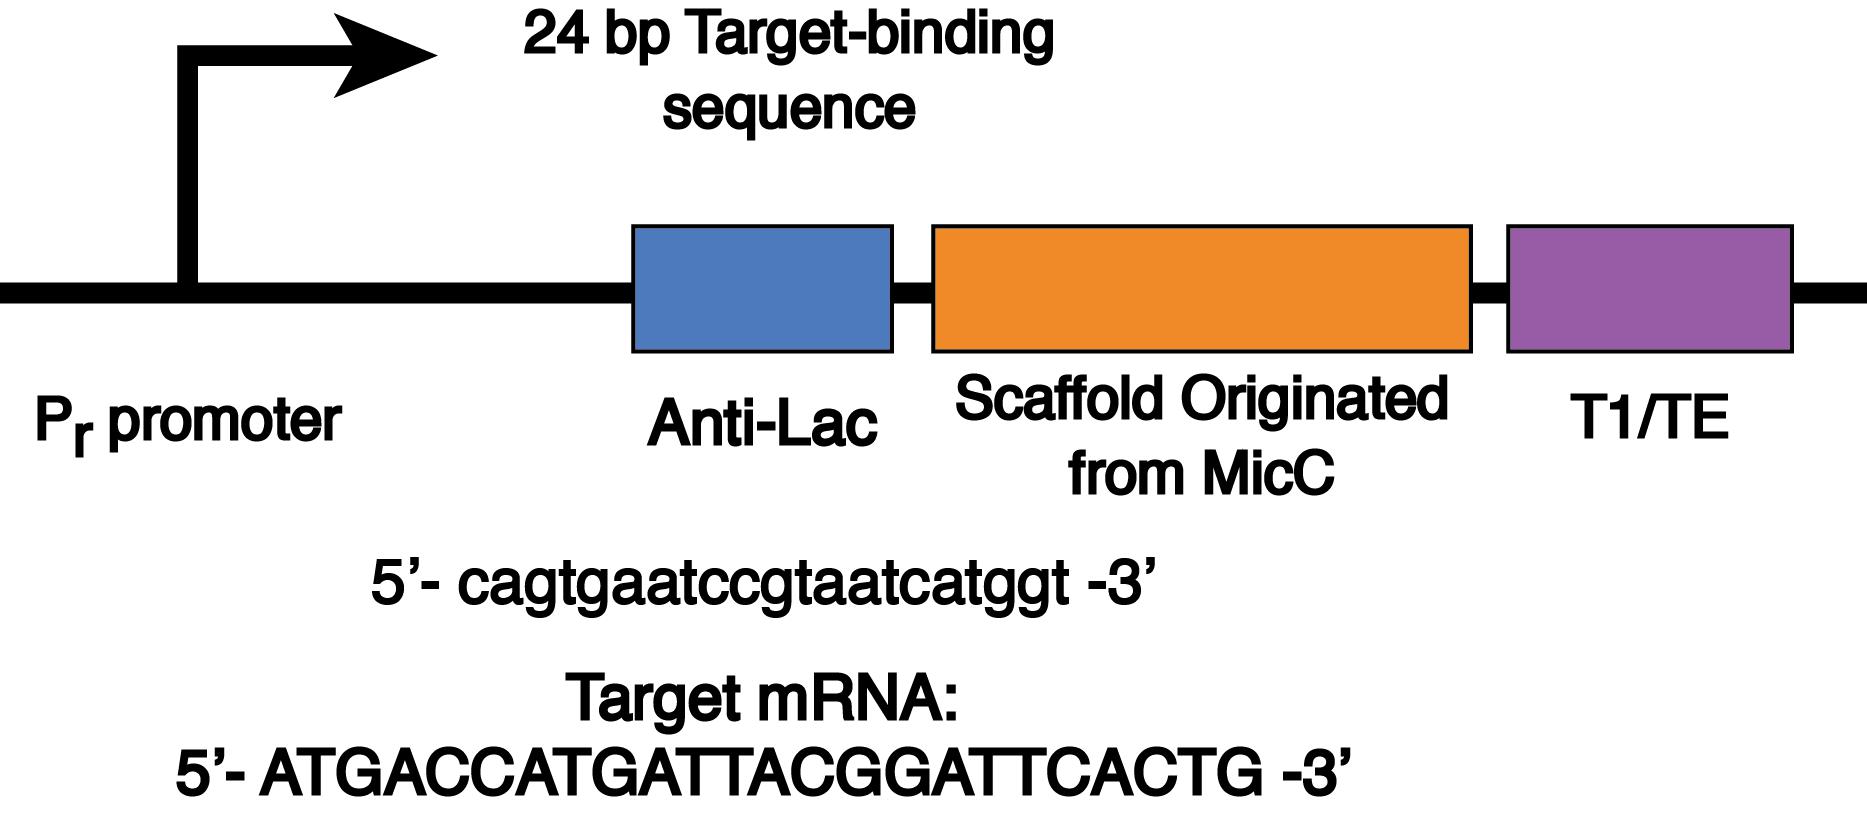 24 bp Target-binding
sequence
Pr promoter
Anti-Lac
Scaffold Originated
from MicC
T1/TE
5’- cagtgaatccgtaatcatggt -3’
Target mRNA:
5’- ATGACCATGATTACGGATTCACTG -3’